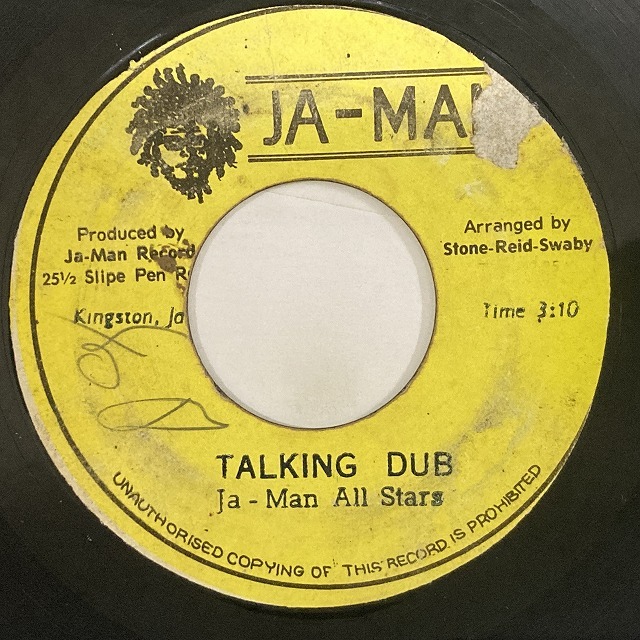 JA-MA
Produced by
Ja-Man Record
25½ Slipe Pen R
Kingston, Ja
Arranged by
Stone-Reid-Swaby
Time 3:10
TALKING DUB
Ja-Man All Stars
UNAUTHORISED COPYING OF THIS RECORD IS PROHIBITED